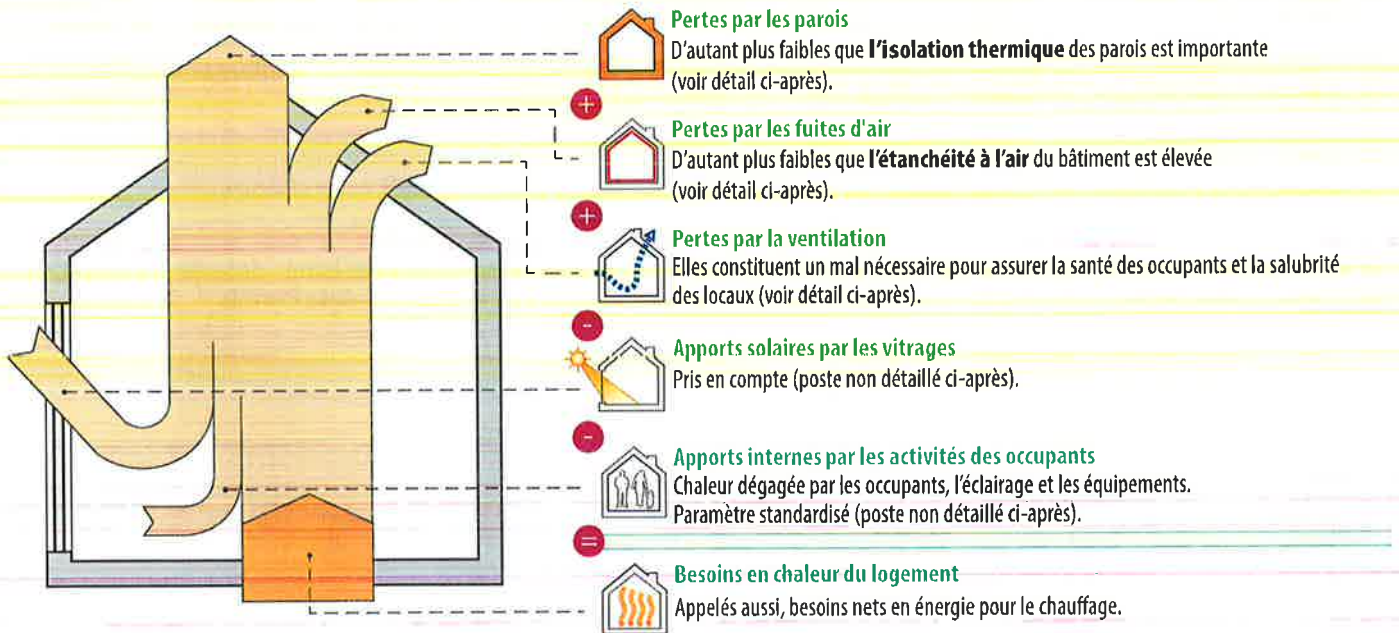 Pertes par les parois
D'autant plus faibles que l'isolation thermique des parois est importante
(voir détail ci-après).
+
Pertes par les fuites d'air
D'autant plus faibles que l'étanchéité à l'air du bâtiment est élevée
(voir détail ci-après).
+
Pertes par la ventilation
Elles constituent un mal nécessaire pour assurer la santé des occupants et la salubrité
des locaux (voir détail ci-après).
-
Apports solaires par les vitrages
Pris en compte (poste non détaillé ci-après).
-
Apports internes par les activités des occupants
Chaleur dégagée par les occupants, l'éclairage et les équipements.
Paramètre standardisé (poste non détaillé ci-après).
=
Besoins en chaleur du logement
Appelés aussi, besoins nets en énergie pour le chauffage.